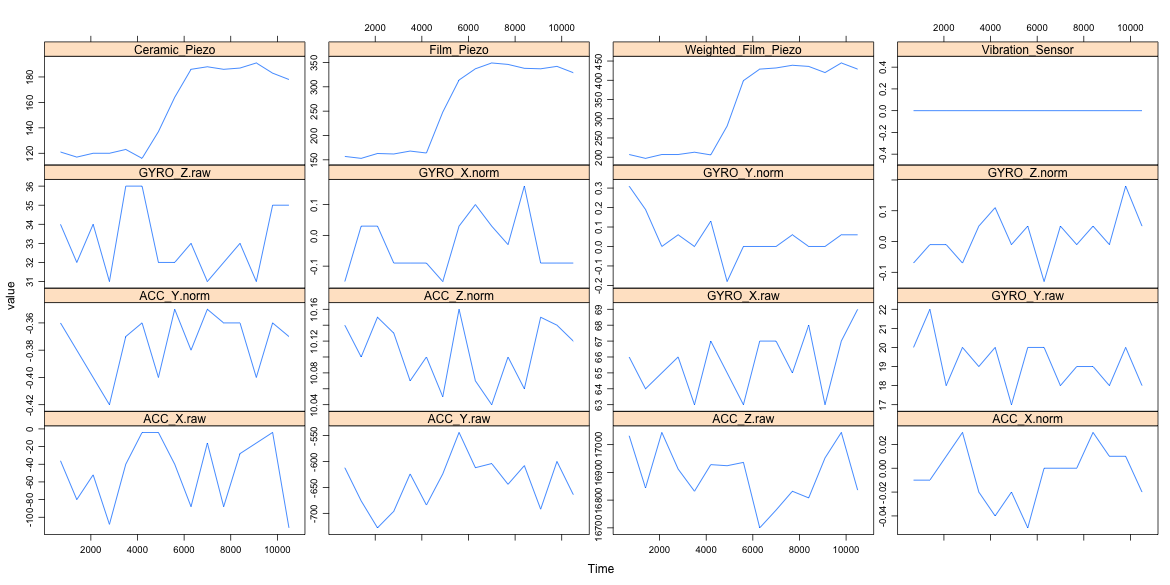 2000 4000 6000 8000 10000 2000 4000 6000 8000 10000
Ceramic_Piezo Film_Piezo Weighted_Film_Piezo Vibration_Sensor
120 140 160 180
150 200 250 300 350
200 250 300 350 400 450
-0.4 -0.2 0.0 0.2 0.4
GYRO_Z.raw GYRO_X.norm GYRO_Y.norm GYRO_Z.norm
31 32 33 34 35 36
-0.1 0.0 0.1
-0.2 -0.1 0.0 0.1 0.2 0.3
-0.1 0.0 0.1
value
ACC_Y.norm ACC_Z.norm GYRO_X.raw GYRO_Y.raw
-0.42 -0.40 -0.38 -0.36
10.04 10.08 10.12 10.16
63 64 65 66 67 68 69
17 18 19 20 21 22
ACC_X.raw ACC_Y.raw ACC_Z.raw ACC_X.norm
-100 -80 -60 -40 -20 0
-700 -650 -600 -550
16700 16800 16900 17000
-0.04 -0.02 0.00 0.02
2000 4000 6000 8000 10000 2000 4000 6000 8000 10000
Time